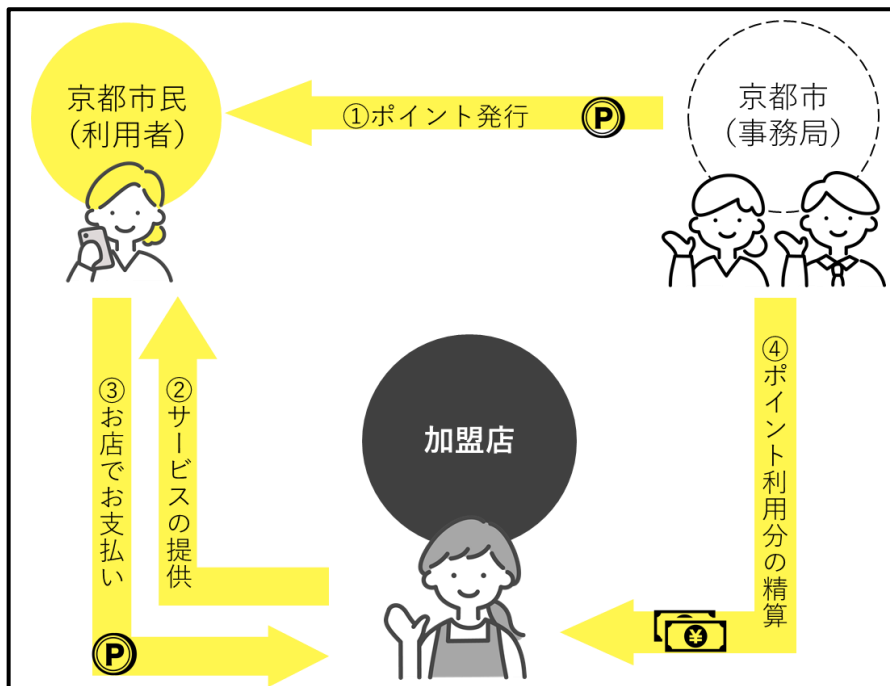 京都市民
（利用者）
①ポイント発行
P
京都市
（事務局）
③お店でお支払い
②サービスの提供
加盟店
④ポイント利用分の精算
¥
P